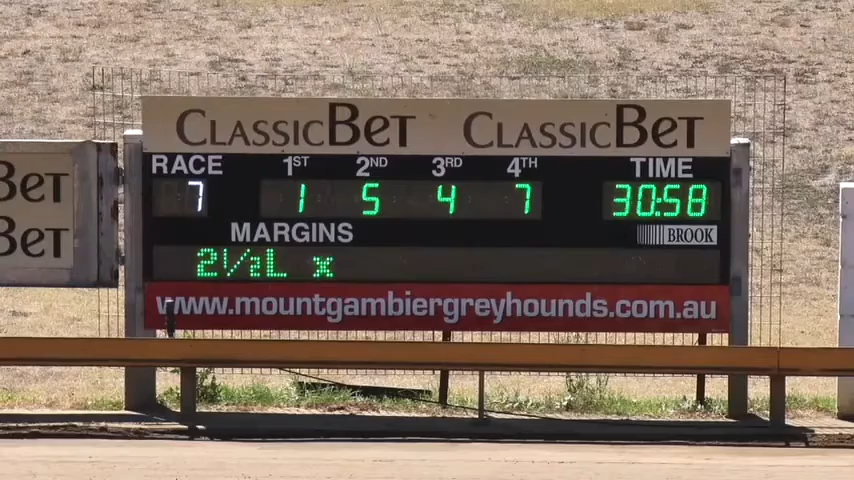 CLASSICBET CLASSICBET
RACE 1ST 2ND 3RD 4TH TIME
7 1 5 4 7 30:58
MARGINS
BROOK
2½L x
www.mountgambiergreyhounds.com.au
BET
BET